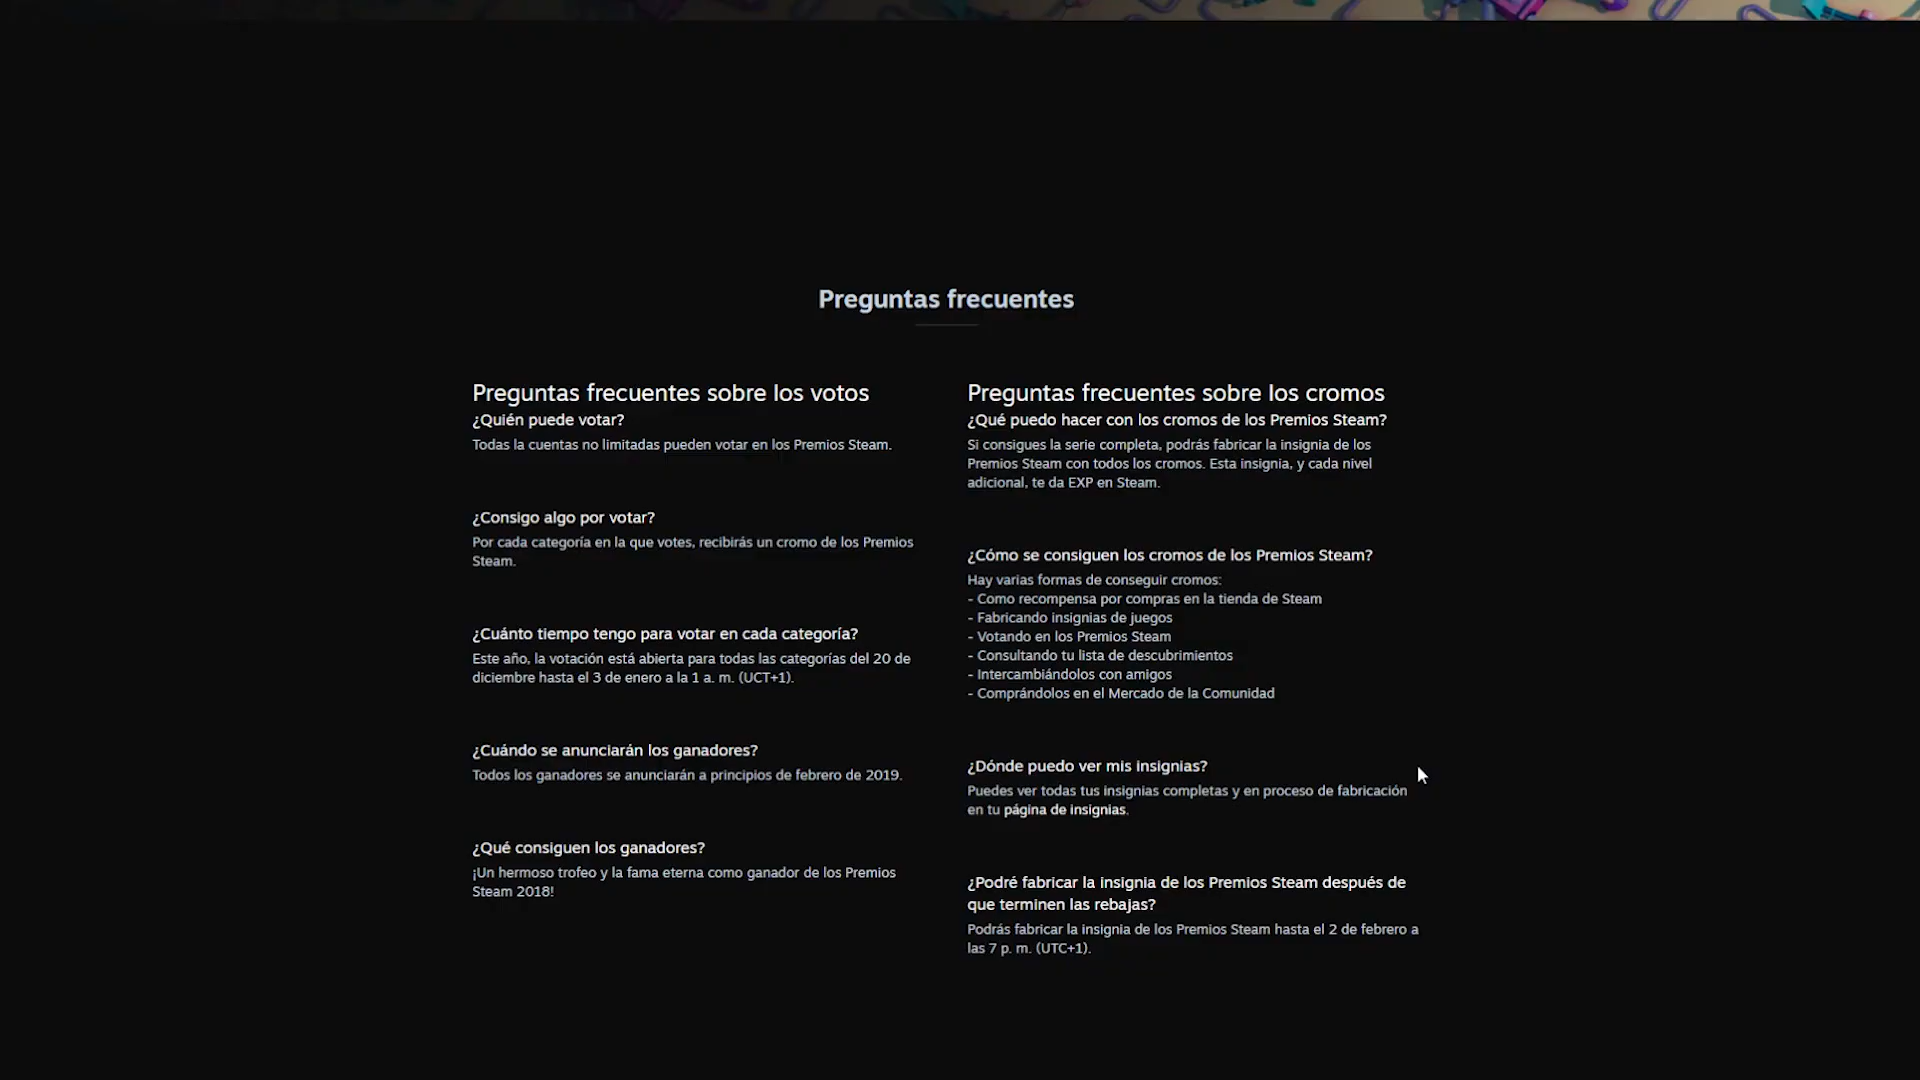 Preguntas frecuentes
Preguntas frecuentes sobre los votos
¿Quién puede votar?
Todas la cuentas no limitadas pueden votar en los Premios Steam.
¿Consigo algo por votar?
Por cada categoría en la que votes, recibirás un cromo de los Premios
Steam.
¿Cuánto tiempo tengo para votar en cada categoría?
Este año, la votación está abierta para todas las categorías del 20 de
diciembre hasta el 3 de enero a la 1 a. m. (UCT+1).
¿Cuándo se anunciarán los ganadores?
Todos los ganadores se anunciarán a principios de febrero de 2019.
¿Qué consiguen los ganadores?
¡Un hermoso trofeo y la fama eterna como ganador de los Premios
Steam 2018!
Preguntas frecuentes sobre los cromos
¿Qué puedo hacer con los cromos de los Premios Steam?
Si consigues la serie completa, podrás fabricar la insignia de los
Premios Steam con todos los cromos. Esta insignia, y cada nivel
adicional, te da EXP en Steam.
¿Cómo se consiguen los cromos de los Premios Steam?
Hay varias formas de conseguir cromos:
- Como recompensa por compras en la tienda de Steam
- Fabricando insignias de juegos
- Votando en los Premios Steam
- Consultando tu lista de descubrimientos
- Intercambiándolos con amigos
- Comprándolos en el Mercado de la Comunidad
¿Dónde puedo ver mis insignias?
Puedes ver todas tus insignias completas y en proceso de fabricación
en tu página de insignias.
¿Podré fabricar la insignia de los Premios Steam después de
que terminen las rebajas?
Podrás fabricar la insignia de los Premios Steam hasta el 2 de febrero a
las 7 p. m. (UTC+1).